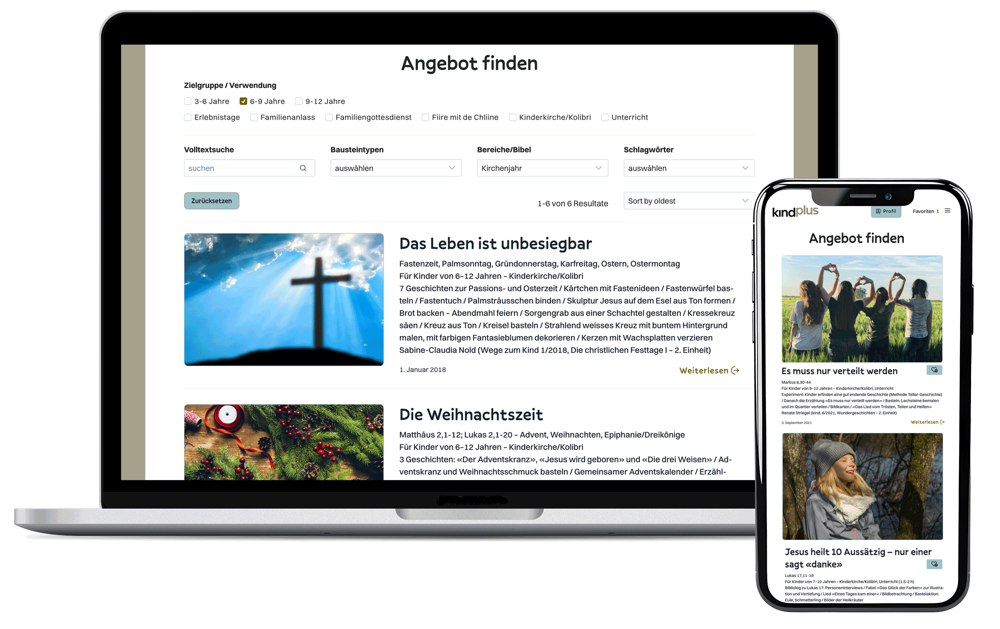 Angebot finden
Zielgruppe / Verwendung
3-6 Jahre 6-9 Jahre 9-12 Jahre
Erlebnistage Familienanlass Familiengottesdienst Fiire mit de Chliine Kinderkirche/Kolibri Unterricht
Volltextsuche Bausteintypen Bereiche/Bibel Schlagwörter
suchen auswählen Kirchenjahr auswählen
Zurücksetzen 1-6 von 6 Resultate Sort by oldest
Das Leben ist unbesiegbar
Fastenzeit, Palmsonntag, Gründonnerstag, Karfreitag, Ostern, Ostermontag
Für Kinder von 6–12 Jahren – Kinderkirche/Kolibri
7 Geschichten zur Passions- und Osterzeit / Kärtchen mit Fastenideen / Fastenwürfel bas-
teln / Fastentuch / Palmsträusschen binden / Skulptur Jesus auf dem Esel aus Ton formen /
Brot backen – Abendmahl feiern / Sorgengrab aus einer Schachtel gestalten / Kressekreuz
säen / Kreuz aus Ton / Kreisel basteln / Strahlend weisses Kreuz mit buntem Hintergrund
malen, mit farbigen Fantasieblumen dekorieren / Kerzen mit Wachsplatten verzieren
Sabine-Claudia Nold (Wege zum Kind 1/2018, Die christlichen Festtage I – 2. Einheit)
1. Januar 2018 Weiterlesen
Die Weihnachtszeit
Matthäus 2,1-12; Lukas 2,1-20 – Advent, Weihnachten, Epiphanie/Dreikönige
Für Kinder von 6–12 Jahren – Kinderkirche/Kolibri
3 Geschichten: «Der Adventskranz», «Jesus wird geboren» und «Die drei Weisen» / Ad-
ventskranz und Weihnachtsschmuck basteln / Gemeinsamer Adventskalender / Erzähl-
kindplus Profil Favoriten 1
Angebot finden
Es muss nur verteilt werden
Markus 6,30-44
Für Kinder von 9–12 Jahren – Kinderkirche/Kolibri, Unterricht
Experiment: Kinder erfinden eine gut endende Geschichte (Methode Teller-Geschichte)
/ Danach die Erzählung «Es muss nur verteilt werden» / Basteln: Lachsteine bemalen
und im Quartier verteilen / Bildkarten / «Das Lied vom Trösten, Teilen und Helfen»
Renate Striegel (kind. 6/2021, Wundergeschichten – 2. Einheit)
3. September 2021 Weiterlesen
Jesus heilt 10 Aussätzig – nur einer
sagt «danke»
Lukas 17,11-19
Für Kinder von 7–10 Jahren – Kinderkirche/Kolibiri, Unterricht (1.5-2 h)
Bibliolog zu Lukas 17: Personeninterviews / Fabel «Das Glück der Farben» zur Illustra-
tion und Vertiefung / Lied «Eines Tages kam einer» / Bildbetrachtung / Bastelaktion:
Eule, Schmetterling / Bilder der Heilkräuter